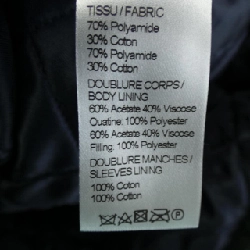 TISSU / FABRIC
70% Polyamide
30% Coton
70% Polyamide
30% Cotton
DOUBLURE CORPS /
BODY LINING
60% Acétate 40% Viscose
Ouatine: 100% Polyester
60% Acetate 40% Viscose
Filling: 100% Polyester
DOUBLURE MANCHES /
SLEEVES LINING
100% Coton
100% Cotton